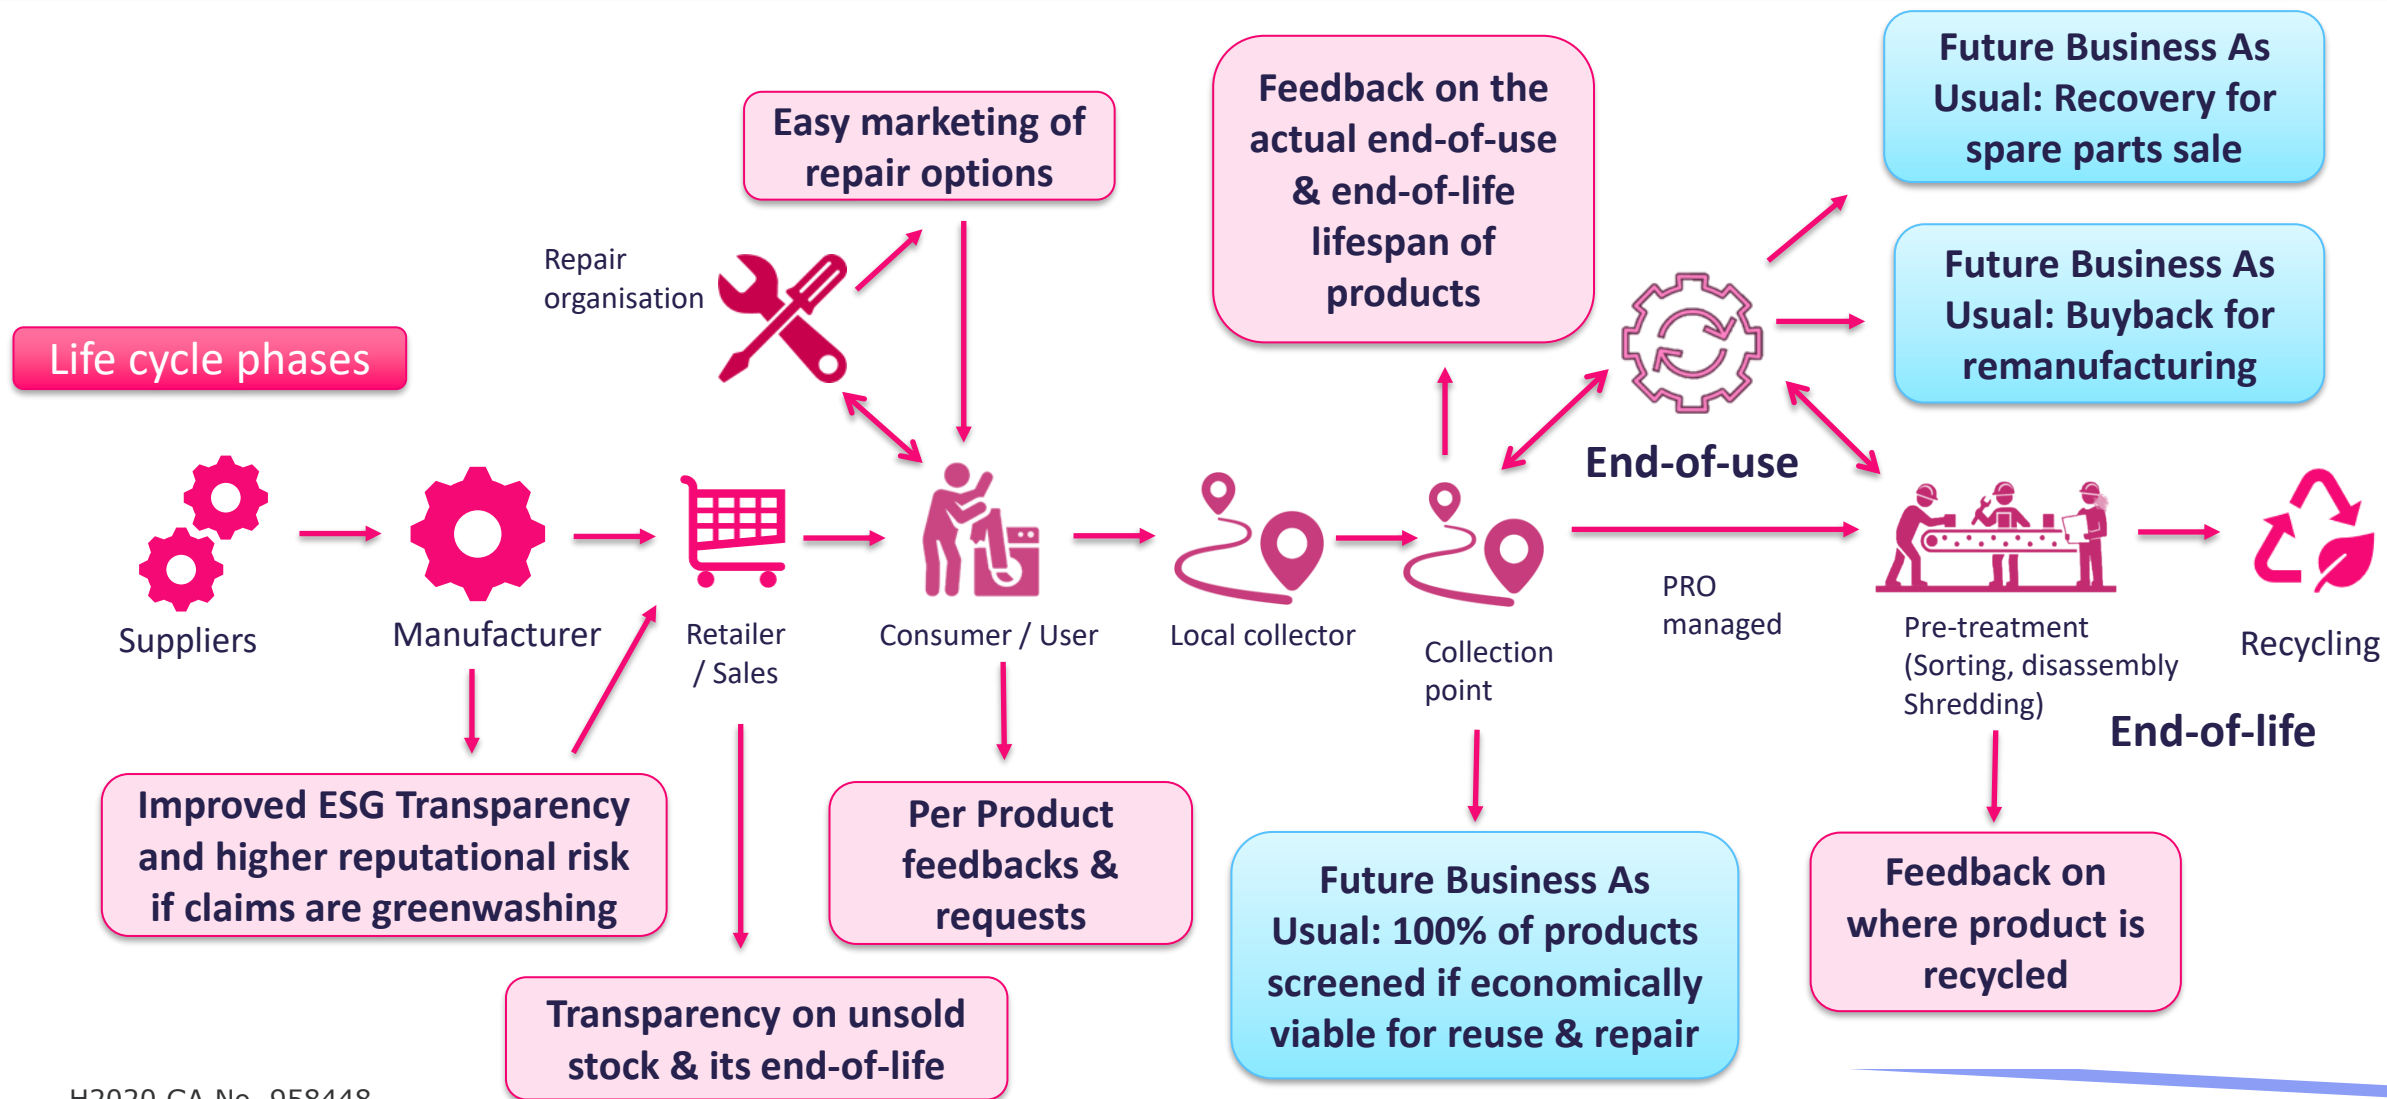 Future Business As
Usual: Recovery for
spare parts sale
Feedback on the
actual end-of-use
& end-of-life
lifespan of
products
Easy marketing of
repair options
Repair
organisation
Future Business As
Usual: Buyback for
remanufacturing
Life cycle phases
End-of-use
Suppliers
Manufacturer
Retailer
/ Sales
Consumer / User
Local collector
Collection
point
PRO
managed
Pre-treatment
(Sorting, disassembly
Shredding)
Recycling
End-of-life
Improved ESG Transparency
and higher reputational risk
if claims are greenwashing
Per Product
feedbacks &
requests
Future Business As
Usual: 100% of products
screened if economically
viable for reuse & repair
Feedback on
where product is
recycled
Transparency on unsold
stock & its end-of-life
H2020 GA No. 958448